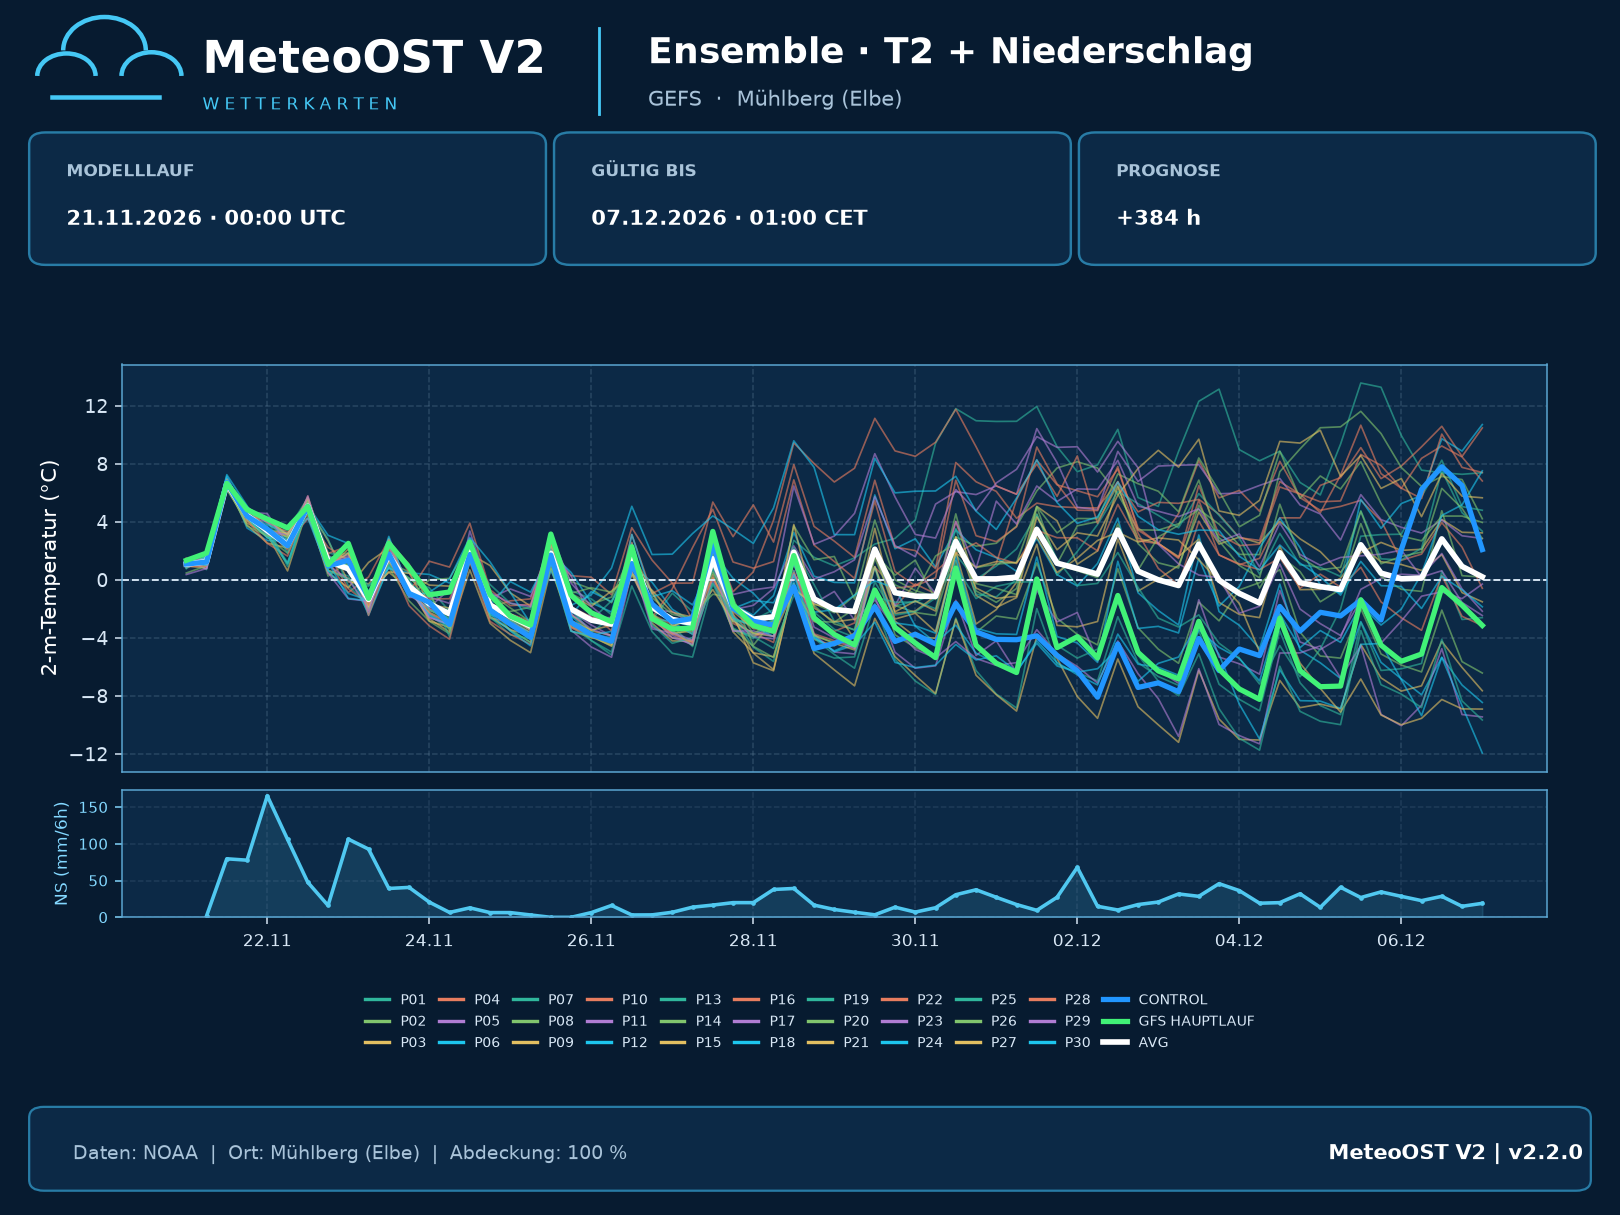 MeteoOST V2
WETTERKARTEN
Ensemble · T2 + Niederschlag
GEFS · Mühlberg (Elbe)
MODELLLAUF
21.11.2026 · 00:00 UTC
GÜLTIG BIS
07.12.2026 · 01:00 CET
PROGNOSE
+384 h
2-m-Temperatur (°C)
12
8
4
0
−4
−8
−12
NS (mm/6h)
150
100
50
0
22.11 24.11 26.11 28.11 30.11 02.12 04.12 06.12
P01 P04 P07 P10 P13 P16 P19 P22 P25 P28 CONTROL
P02 P05 P08 P11 P14 P17 P20 P23 P26 P29 GFS HAUPTLAUF
P03 P06 P09 P12 P15 P18 P21 P24 P27 P30 AVG
Daten: NOAA | Ort: Mühlberg (Elbe) | Abdeckung: 100 %
MeteoOST V2 | v2.2.0